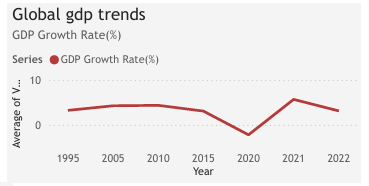 Global gdp trends
GDP Growth Rate(%)
Series GDP Growth Rate(%)
Average of V...
10
0
1995 2005 2010 2015 2020 2021 2022
Year